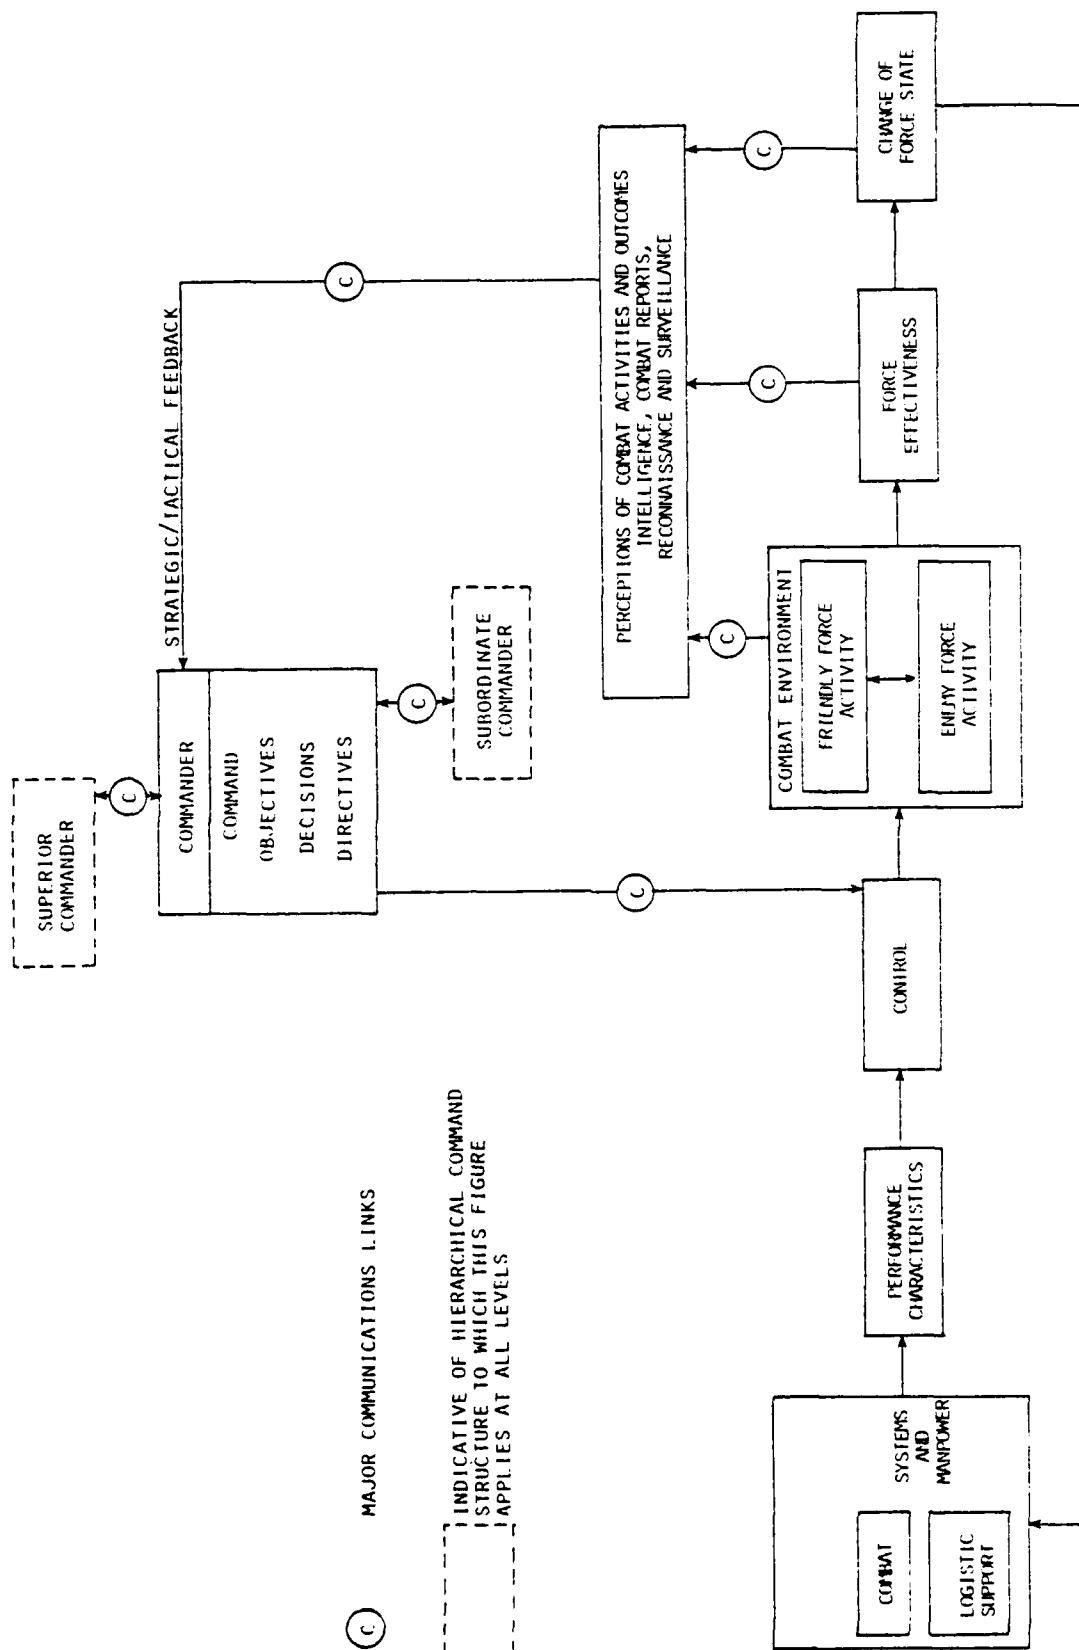 SUPERIOR
COMMANDER
C
COMMANDER
COMMAND
OBJECTIVES
DECISIONS
DIRECTIVES
STRATEGIC/TACTICAL FEEDBACK
C
SUBORDINATE
COMMANDER
C
C
MAJOR COMMUNICATIONS LINKS
INDICATIVE OF HIERARCHICAL COMMAND
STRUCTURE TO WHICH THIS FIGURE
APPLIES AT ALL LEVELS
C
PERCEPTIONS OF COMBAT ACTIVITIES AND OUTCOMES
INTELLIGENCE, COMBAT REPORTS,
RECONNAISSANCE AND SURVEILLANCE
C
C
C
COMBAT
LOGISTIC
SUPPORT
SYSTEMS
AND
MANPOWER
PERFORMANCE
CHARACTERISTICS
CONTROL
COMBAT ENVIRONMENT
FRIENDLY FORCE
ACTIVITY
ENEMY FORCE
ACTIVITY
FORCE
EFFECTIVENESS
CHANGE OF
FORCE STATE